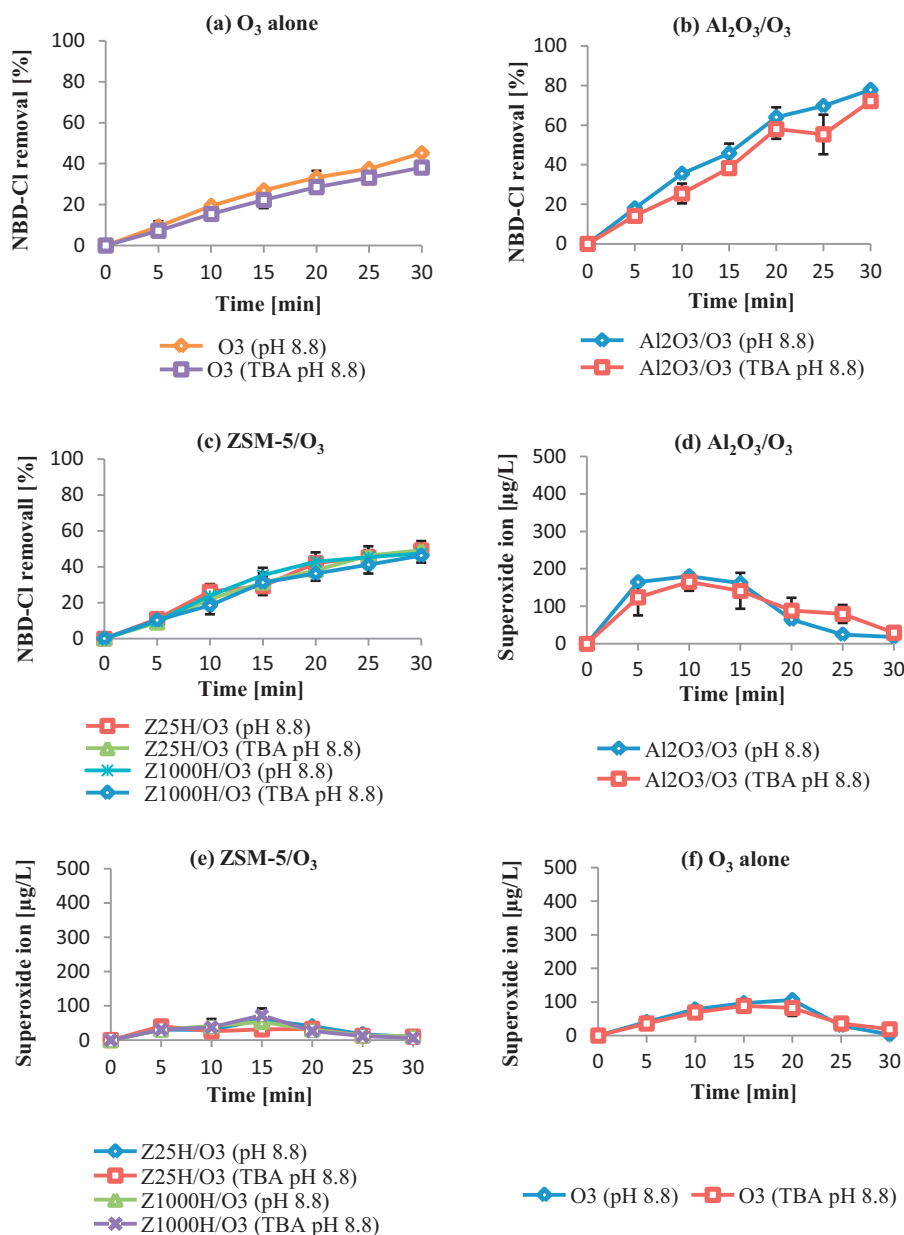 (a) O₃ alone
NBD-Cl removal [%]
100
80
60
40
20
0
0 5 10 15 20 25 30
Time [min]
O3 (pH 8.8)
O3 (TBA pH 8.8)
(b) Al₂O₃/O₃
NBD-Cl removal [%]
100
80
60
40
20
0
0 5 10 15 20 25 30
Time [min]
Al2O3/O3 (pH 8.8)
Al2O3/O3 (TBA pH 8.8)
(c) ZSM-5/O₃
NBD-Cl removall [%]
100
80
60
40
20
0
0 5 10 15 20 25 30
Time [min]
Z25H/O3 (pH 8.8)
Z25H/O3 (TBA pH 8.8)
Z1000H/O3 (pH 8.8)
Z1000H/O3 (TBA pH 8.8)
(d) Al₂O₃/O₃
Superoxide ion [µg/L]
500
400
300
200
100
0
0 5 10 15 20 25 30
Time [min]
Al2O3/O3 (pH 8.8)
Al2O3/O3 (TBA pH 8.8)
(e) ZSM-5/O₃
Superoxide ion [µg/L]
500
400
300
200
100
0
0 5 10 15 20 25 30
Time [min]
Z25H/O3 (pH 8.8)
Z25H/O3 (TBA pH 8.8)
Z1000H/O3 (pH 8.8)
Z1000H/O3 (TBA pH 8.8)
(f) O₃ alone
Superoxide ion [µg/L]
500
400
300
200
100
0
0 5 10 15 20 25 30
Time [min]
O3 (pH 8.8) O3 (TBA pH 8.8)